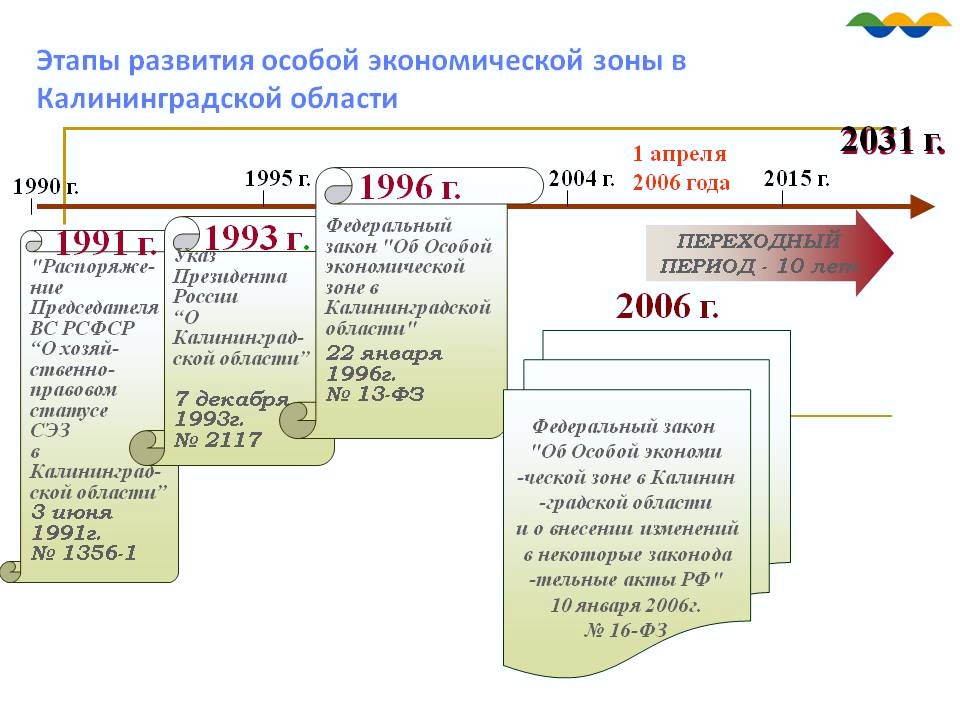 Этапы развития особой экономической зоны в
Калининградской области
2031 г.
1 апреля
2006 года
1990 г.
1995 г.
1996 г.
2004 г.
2015 г.
1991 г.
"Распоряже-
ние
Председателя
ВС РСФСР
“О хозяй-
ственно-
правовом
статусе
СЭЗ
в
Калининград-
ской области”
3 июня
1991г.
№ 1356-1
1993 г.
Указ
Президента
России
“О
Калининград-
ской области”
7 декабря
1993г.
№ 2117
Федеральный
закон "Об Особой
экономической
зоне в
Калининградской
области"
22 января
1996г.
№ 13-ФЗ
ПЕРЕХОДНЫЙ
ПЕРИОД - 10 лет
2006 г.
Федеральный закон
"Об Особой экономи
-ческой зоне в Калинин
-градской области
и о внесении изменений
в некоторые законода
-тельные акты РФ"
10 января 2006г.
№ 16-ФЗ